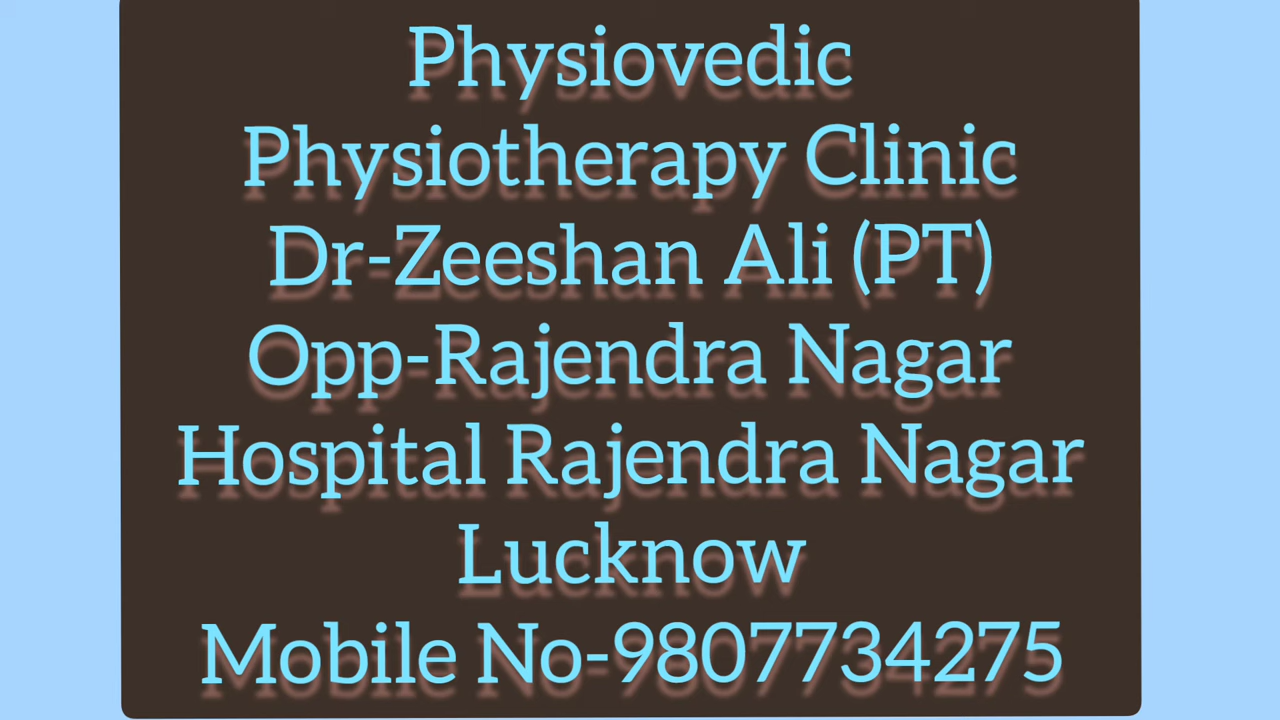 Physiovedic
Physiotherapy Clinic
Dr-Zeeshan Ali (PT)
Opp-Rajendra Nagar
Hospital Rajendra Nagar
Lucknow
Mobile No-9807734275